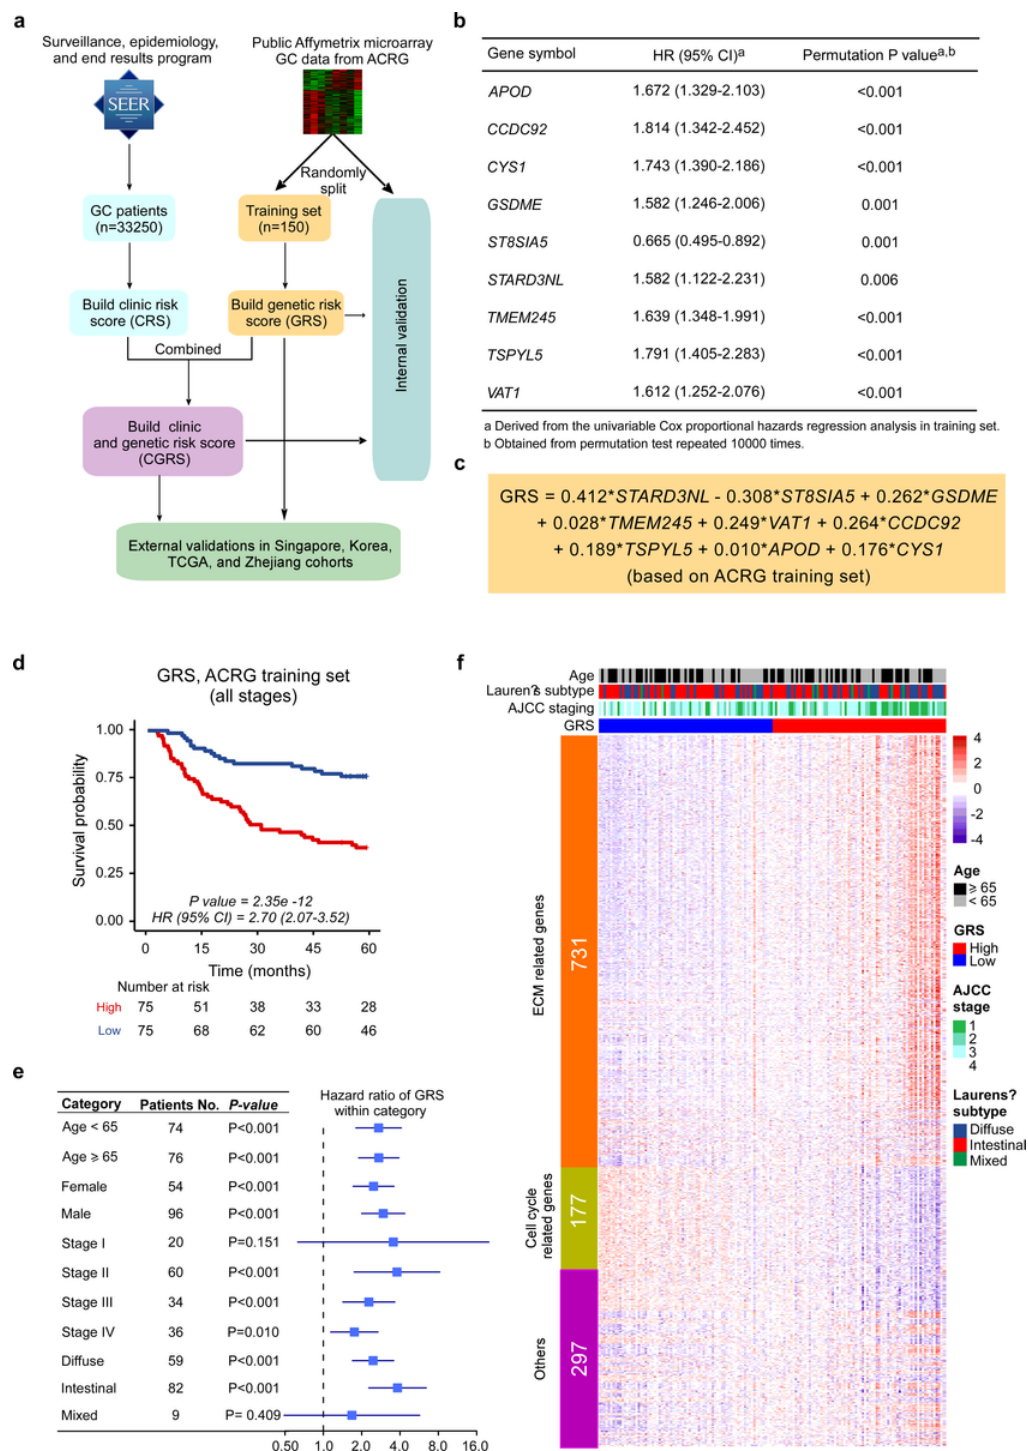 a
Surveillance, epidemiology,
and end results program
SEER
Public Affymetrix microarray
GC data from ACRG
Randomly
split
GC patients
(n=33250)
Training set
(n=150)
Build clinic risk
score (CRS)
Build genetic risk
score (GRS)
Internal validation
Combined
Build clinic
and genetic risk score
(CGRS)
External validations in Singapore, Korea,
TCGA, and Zhejiang cohorts
b
Gene symbol HR (95% CI)a Permutation P valuea,b
APOD 1.672 (1.329-2.103) <0.001
CCDC92 1.814 (1.342-2.452) <0.001
CYS1 1.743 (1.390-2.186) <0.001
GSDME 1.582 (1.246-2.006) 0.001
ST8SIA5 0.665 (0.495-0.892) 0.001
STARD3NL 1.582 (1.122-2.231) 0.006
TMEM245 1.639 (1.348-1.991) <0.001
TSPYL5 1.791 (1.405-2.283) <0.001
VAT1 1.612 (1.252-2.076) <0.001
a Derived from the univariable Cox proportional hazards regression analysis in training set.
b Obtained from permutation test repeated 10000 times.
c
GRS = 0.412*STARD3NL - 0.308*ST8SIA5 + 0.262*GSDME
+ 0.028*TMEM245 + 0.249*VAT1 + 0.264*CCDC92
+ 0.189*TSPYL5 + 0.010*APOD + 0.176*CYS1
(based on ACRG training set)
d
GRS, ACRG training set
(all stages)
Survival probability
1.00
0.75
0.50
0.25
0.00
P value = 2.35e -12
HR (95% CI) = 2.70 (2.07-3.52)
0 15 30 45 60
Time (months)
Number at risk
High 75 51 38 33 28
Low 75 68 62 60 46
e
Category Patients No. P-value
Hazard ratio of GRS
within category
Age < 65 74 P<0.001
Age ≥ 65 76 P<0.001
Female 54 P<0.001
Male 96 P<0.001
Stage I 20 P=0.151
Stage II 60 P<0.001
Stage III 34 P<0.001
Stage IV 36 P=0.010
Diffuse 59 P<0.001
Intestinal 82 P<0.001
Mixed 9 P= 0.409
0.50 1.0 2.0 4.0 8.0 16.0
f
Age
Lauren?s subtype
AJCC staging
GRS
ECM related genes
731
Cell cycle
related genes
177
Others
297
4
2
0
-2
-4
Age
≥ 65
< 65
GRS
High
Low
AJCC
stage
1
2
3
4
Laurens?
subtype
Diffuse
Intestinal
Mixed